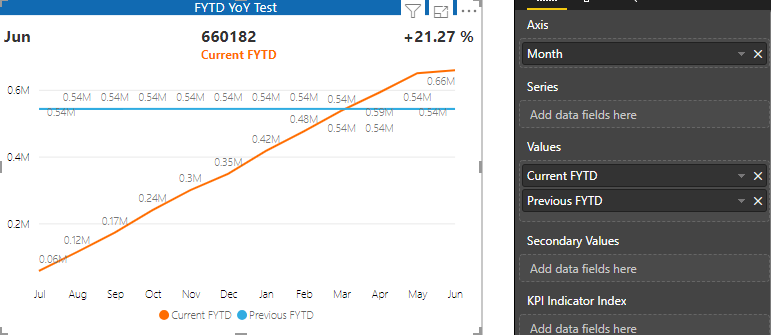 FYTD YoY Test
Jun 660182 +21.27 %
Current FYTD
0.6M
0.4M
0.2M
0.54M 0.54M 0.54M 0.54M 0.54M 0.54M 0.54M 0.54M 0.54M 0.54M 0.54M 0.54M
0.06M 0.12M 0.17M 0.24M 0.3M 0.35M 0.42M 0.48M 0.54M 0.59M 0.66M
Jul Aug Sep Oct Nov Dec Jan Feb Mar Apr May Jun
Current FYTD Previous FYTD
Axis
Month
Series
Add data fields here
Values
Current FYTD
Previous FYTD
Secondary Values
Add data fields here
KPI Indicator Index
Add data fields here